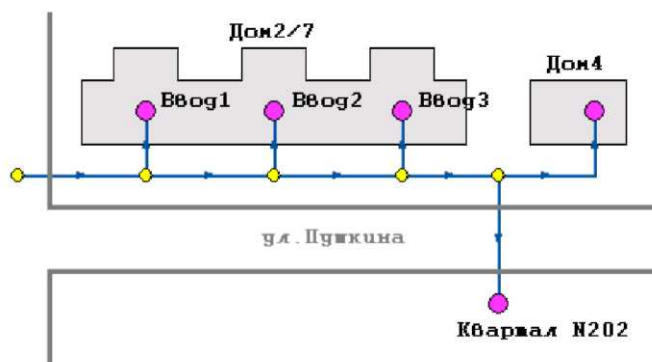 Дом2/7
Дом4
Ввод1
Ввод2
Ввод3
ул.Пушкина
Квартал N202